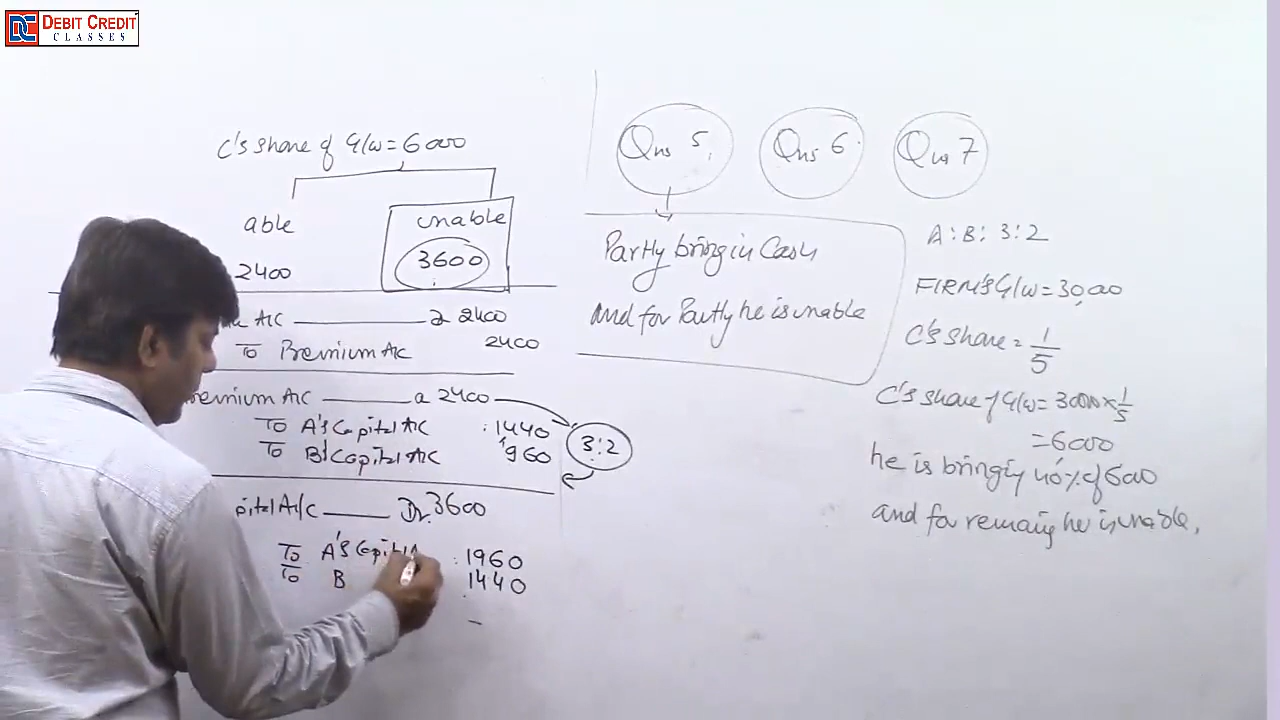 DEBIT CREDIT
CLASSES
C's share of G/w = 6000
able unable
2400 3600
A/C 2400
To Premium A/C 2400
remium A/C a 2400
To A's Capital A/C 1440
To B's Capital A/C 960
3:2
pital A/C Dr. 3600
To A's Capital A 1960
To B 1440
Qns 5 Qns 6 Qns 7
Partly bring in Cash
and for Partly he is unable
A : B : 3:2
FIRM'S G/w = 30,000
C's share = 1/5
C's share of G/w = 30000 x 1/5
= 6000
he is bringing 40% of 6000
and for remaing he is unable,